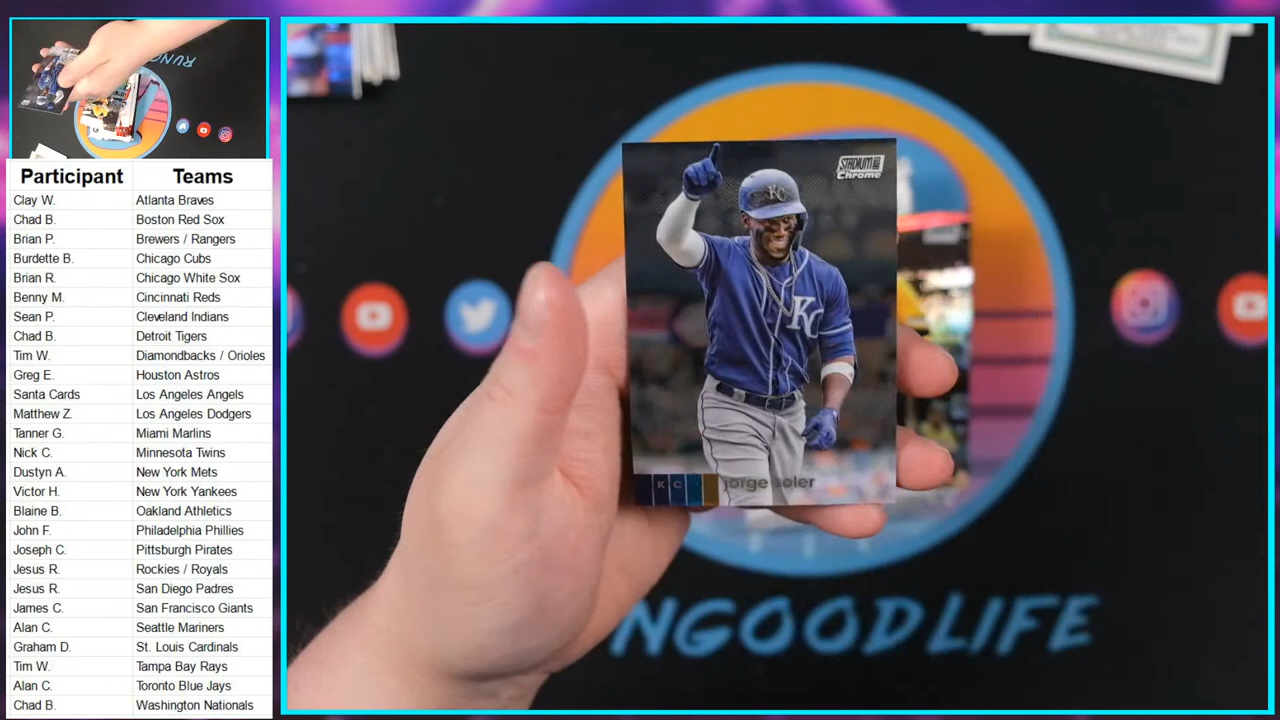 RUNGO
Participant Teams
Clay W. Atlanta Braves
Chad B. Boston Red Sox
Brian P. Brewers / Rangers
Burdette B. Chicago Cubs
Brian R. Chicago White Sox
Benny M. Cincinnati Reds
Sean P. Cleveland Indians
Chad B. Detroit Tigers
Tim W. Diamondbacks / Orioles
Greg E. Houston Astros
Santa Cards Los Angeles Angels
Matthew Z. Los Angeles Dodgers
Tanner G. Miami Marlins
Nick C. Minnesota Twins
Dustyn A. New York Mets
Victor H. New York Yankees
Blaine B. Oakland Athletics
John F. Philadelphia Phillies
Joseph C. Pittsburgh Pirates
Jesus R. Rockies / Royals
Jesus R. San Diego Padres
James C. San Francisco Giants
Alan C. Seattle Mariners
Graham D. St. Louis Cardinals
Tim W. Tampa Bay Rays
Alan C. Toronto Blue Jays
Chad B. Washington Nationals
STADIUM
Chrome
KC
KC
KC jorge soler
NGOODLIFE